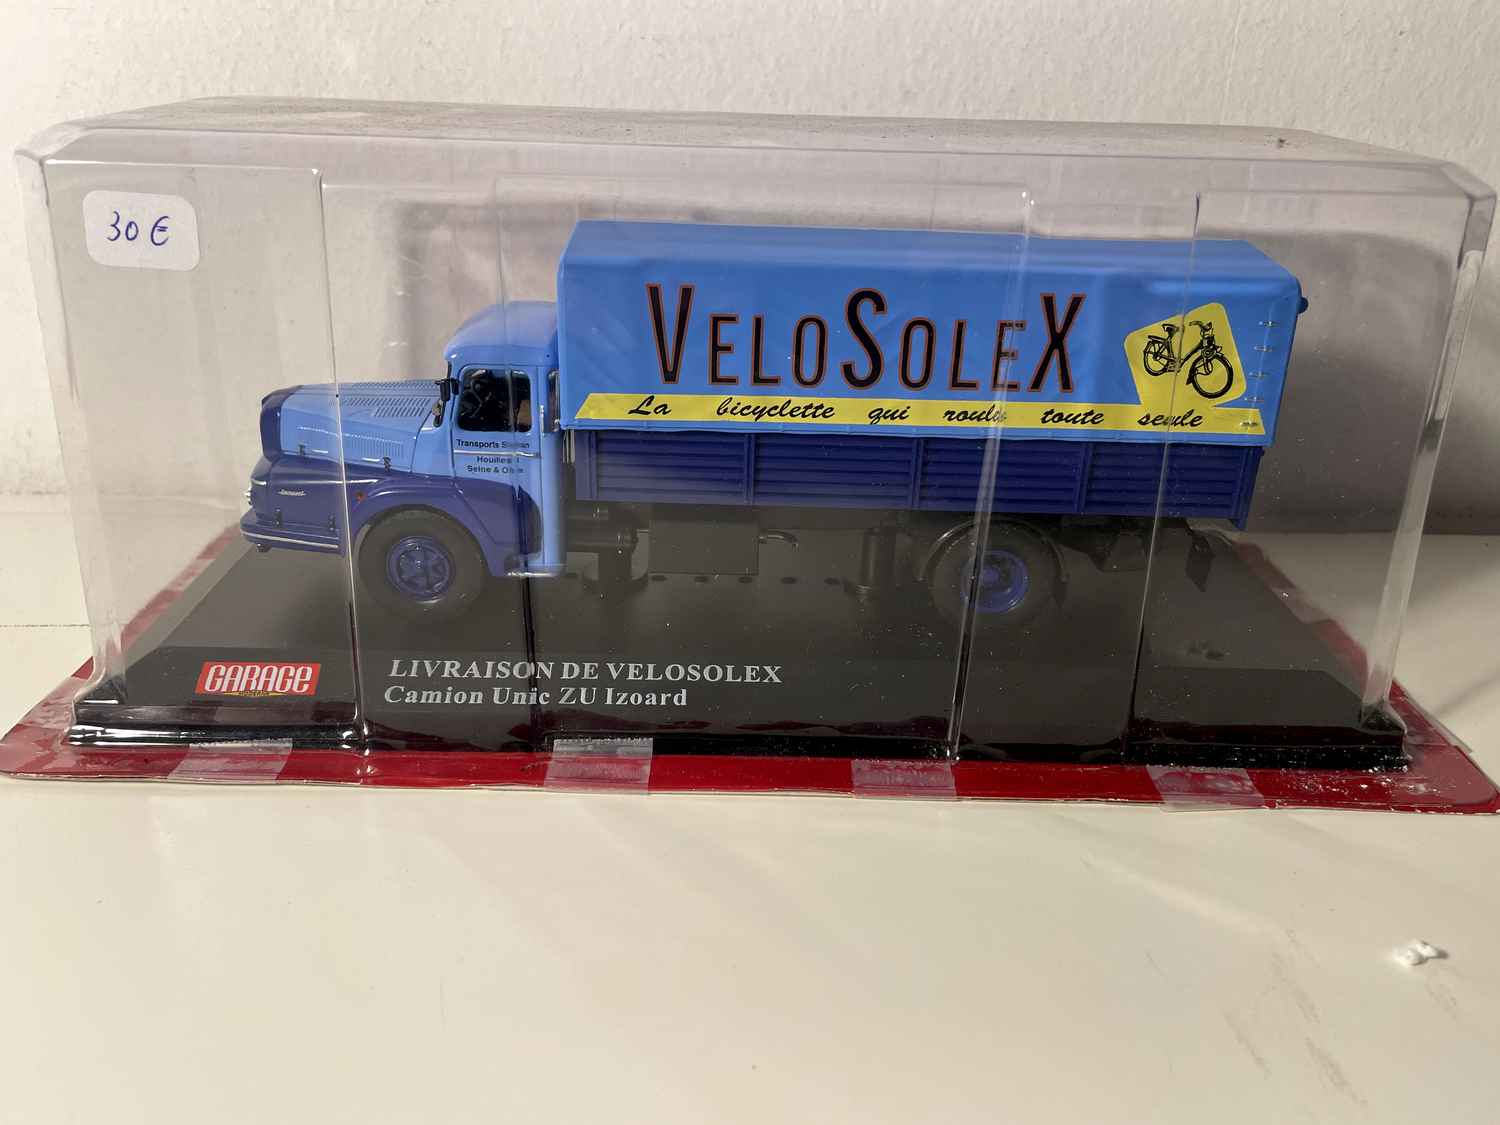 30 €
VELOSOLEX
La bicyclette qui roule toute seule
Transports
Houilles
Seine & Oise
GARAGE
LIVRAISON DE VELOSOLEX
Camion Unic ZU Izoard